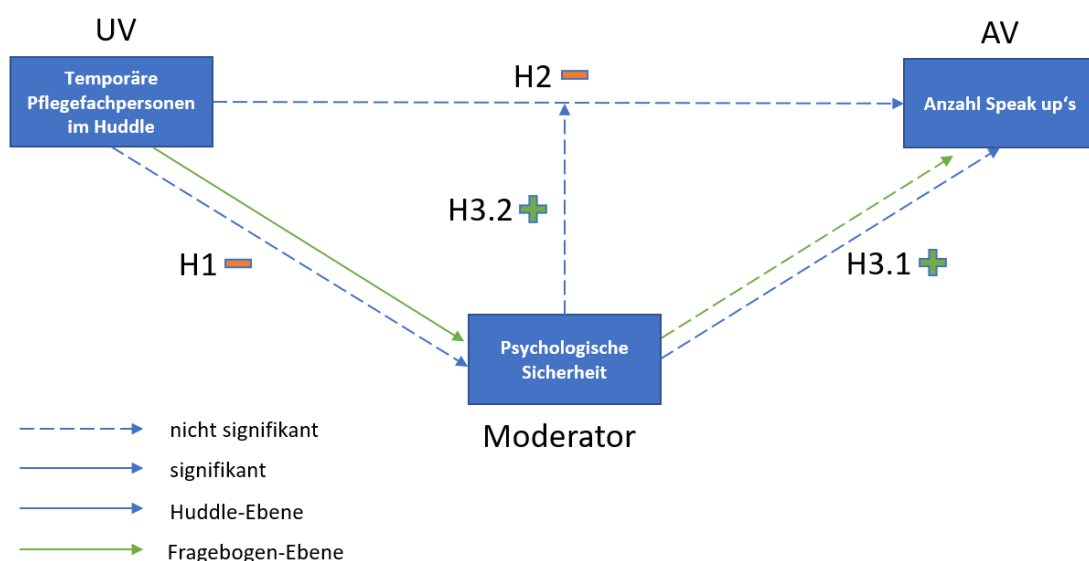 UV
AV
Temporäre
Pflegefachpersonen
im Huddle
H2
Anzahl Speak up‘s
H3.2
H1
H3.1
Psychologische
Sicherheit
Moderator
nicht signifikant
signifikant
Huddle-Ebene
Fragebogen-Ebene